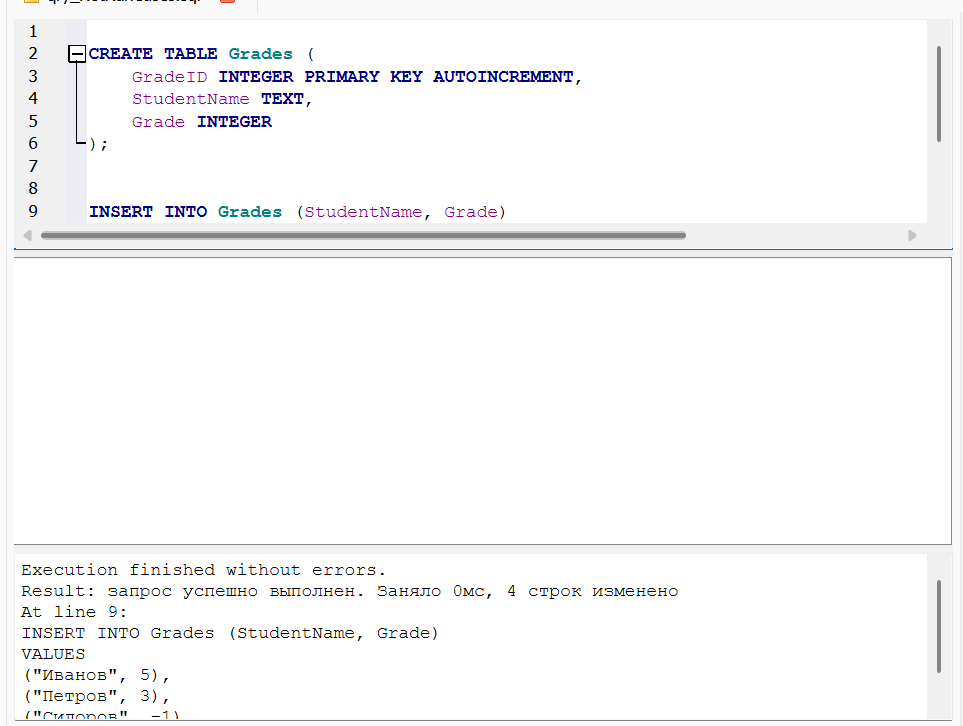 1
2 CREATE TABLE Grades (
3 GradeID INTEGER PRIMARY KEY AUTOINCREMENT,
4 StudentName TEXT,
5 Grade INTEGER
6 );
7
8
9 INSERT INTO Grades (StudentName, Grade)
Execution finished without errors.
Result: запрос успешно выполнен. Заняло 0мс, 4 строк изменено
At line 9:
INSERT INTO Grades (StudentName, Grade)
VALUES
("Иванов", 5),
("Петров", 3),
("Сидоров", -1)